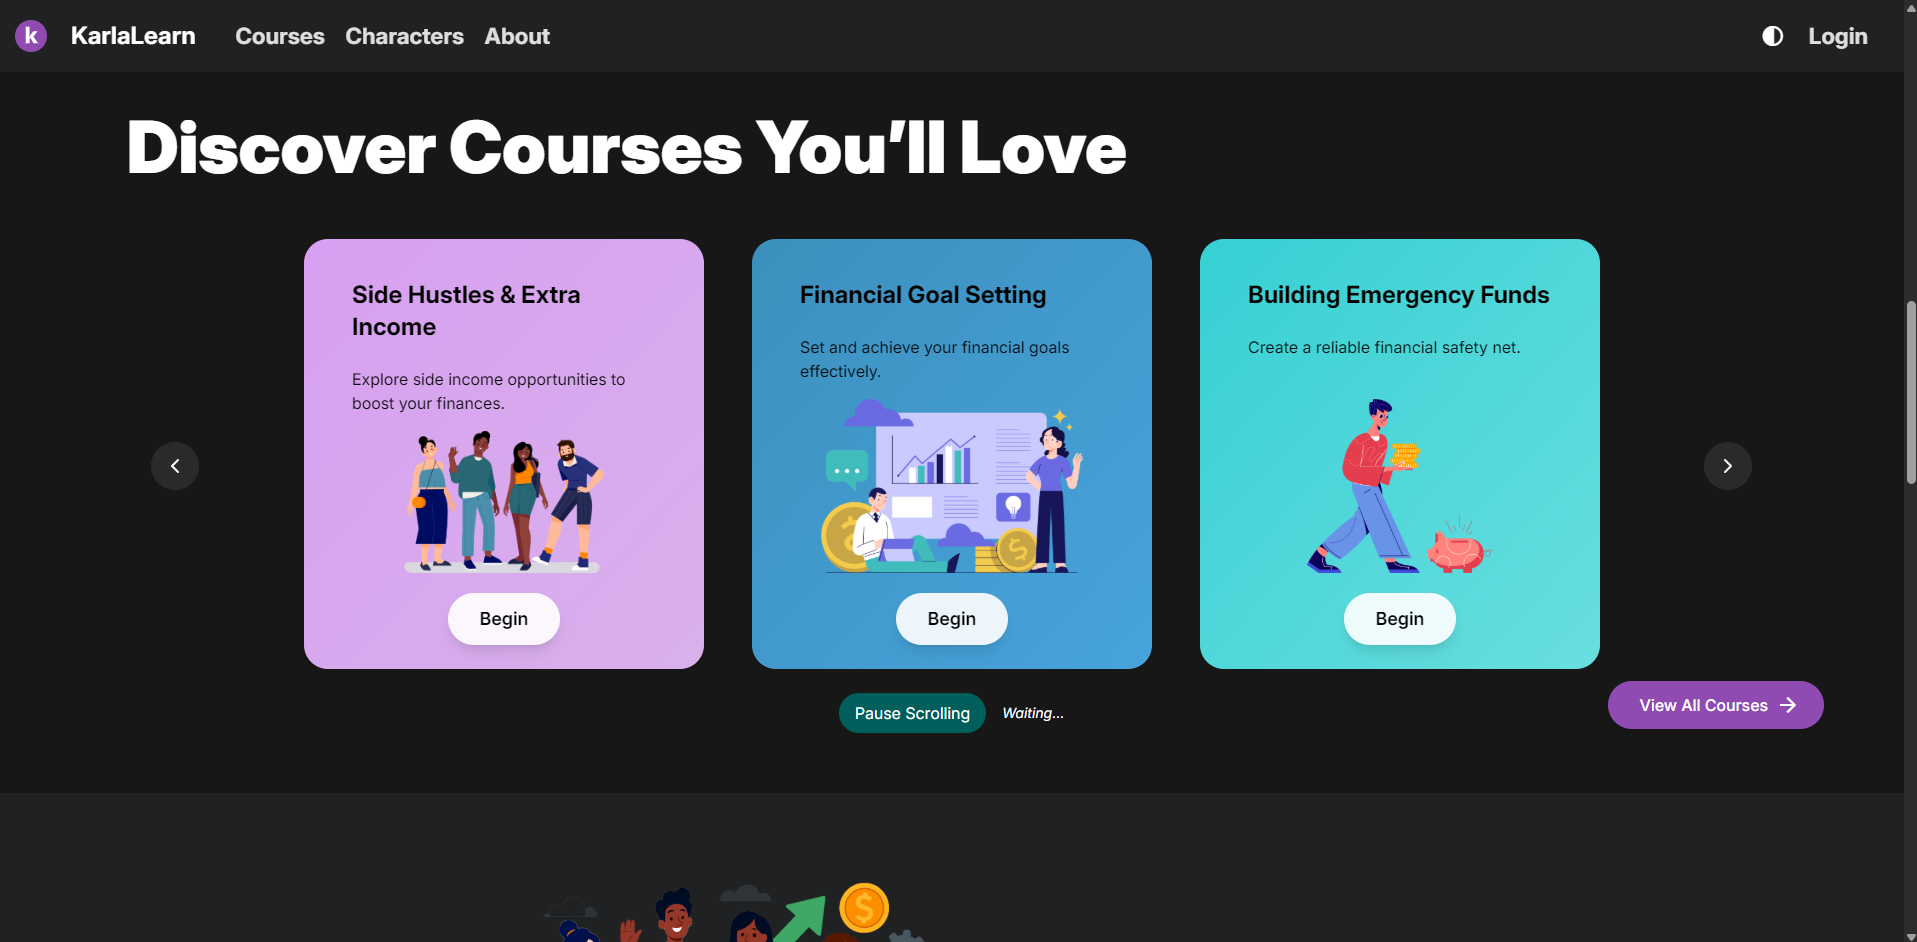 k KarlaLearn Courses Characters About Login
Discover Courses You’ll Love
Side Hustles & Extra
Income
Explore side income opportunities to
boost your finances.
Begin
Financial Goal Setting
Set and achieve your financial goals
effectively.
$
$
Begin
Building Emergency Funds
Create a reliable financial safety net.
Begin
Pause Scrolling Waiting...
View All Courses
$